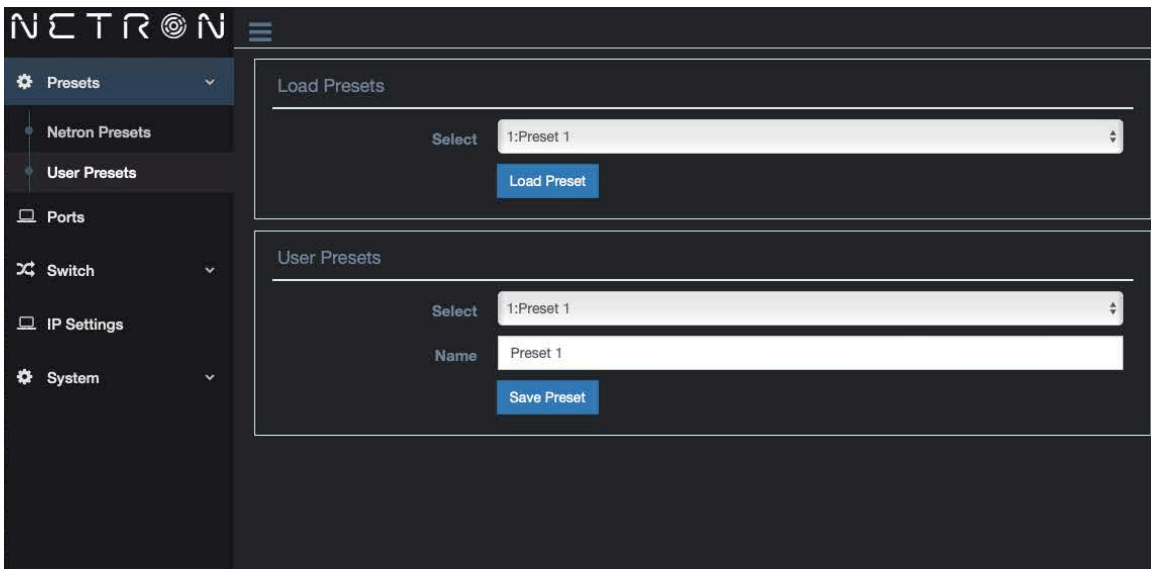 NETRON
Presets
Netron Presets
User Presets
Ports
Switch
IP Settings
System
Load Presets
Select 1:Preset 1
Load Preset
User Presets
Select 1:Preset 1
Name Preset 1
Save Preset